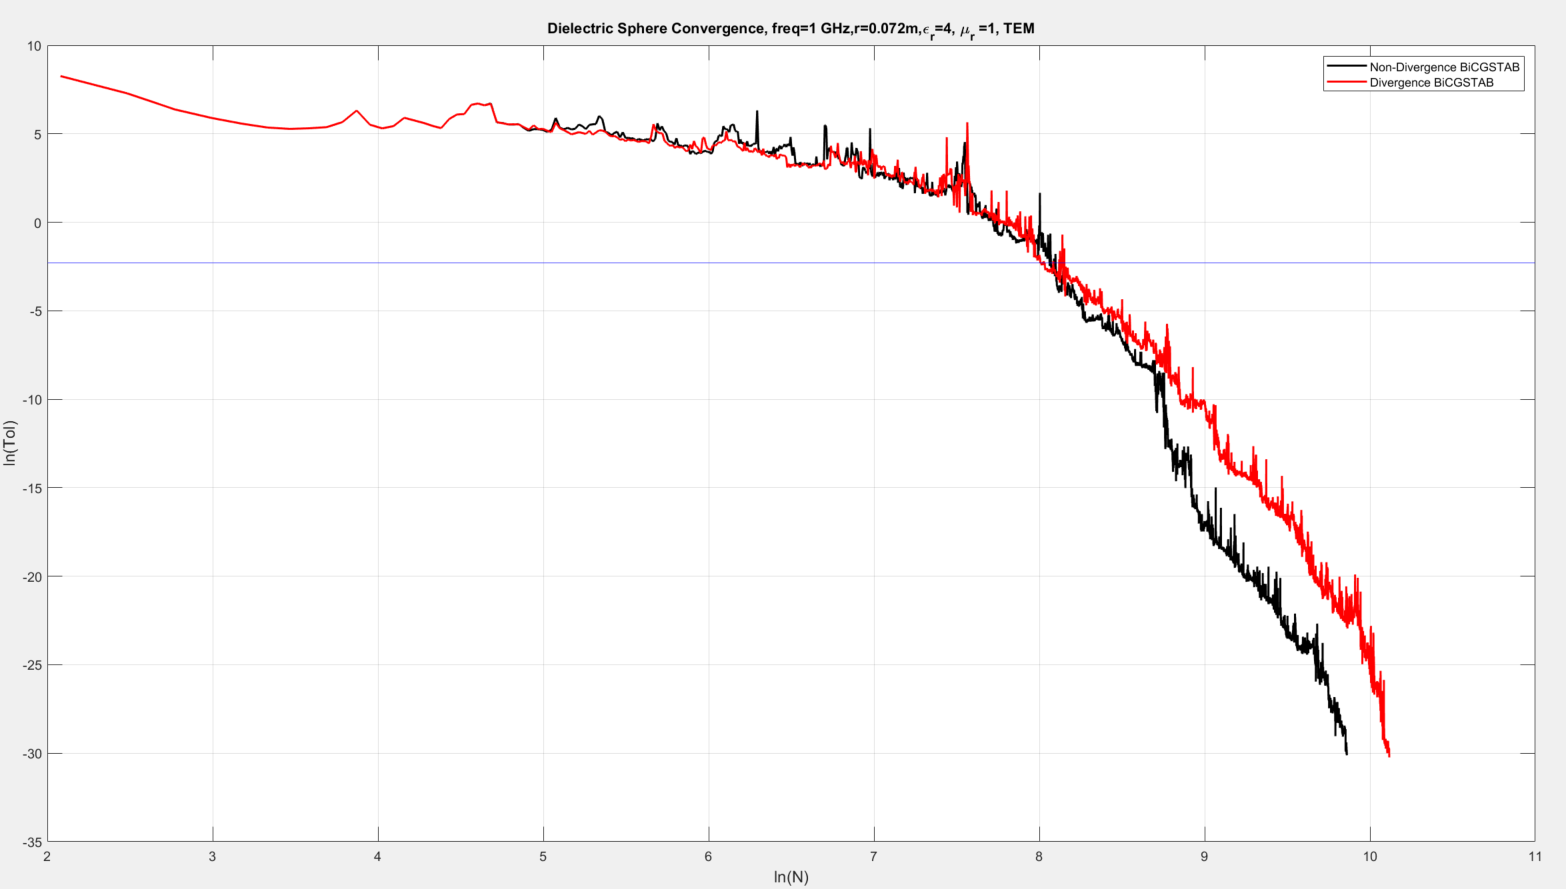 Dielectric Sphere Convergence, freq=1 GHz,r=0.072m,ϵr=4, μr =1, TEM
Non-Divergence BiCGSTAB
Divergence BiCGSTAB
10
5
0
-5
-10
-15
-20
-25
-30
-35
ln(Tol)
2 3 4 5 6 7 8 9 10 11
ln(N)